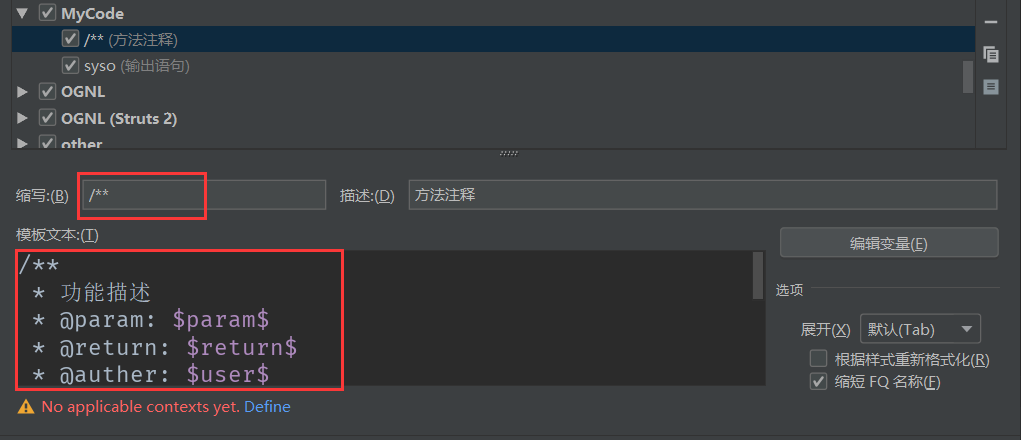 MyCode
/** (方法注释)
syso (输出语句)
OGNL
OGNL (Struts 2)
other
缩写:(B) /** 描述:(D) 方法注释
模板文本:(T)
编辑变量(E)
/**
* 功能描述
* @param: $param$
* @return: $return$
* @auther: $user$
选项
展开(X) 默认(Tab)
根据样式重新格式化(R)
缩短 FQ 名称(F)
No applicable contexts yet. Define